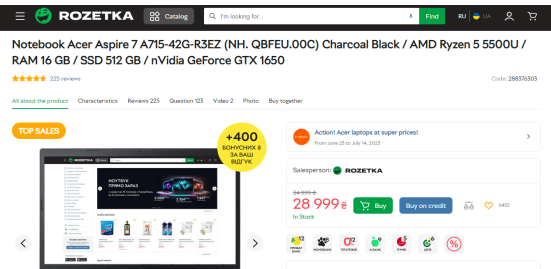 ROZETKA Catalog I'm looking for... Find RU UA
Notebook Acer Aspire 7 A715-42G-R3EZ (NH. QBFEU.00C) Charcoal Black / AMD Ryzen 5 5500U /
RAM 16 GB / SSD 512 GB / nVidia GeForce GTX 1650
225 reviews Code: 288376303
All about the product Characteristics Reviews 225 Question 123 Video 2 Photo Buy together
TOP SALES
+400
БОНУСНИХ ₴
ЗА ВАШ
ВІДГУК
Action! Acer laptops at super prices!
From June 23 to July 14, 2023
Salesperson: ROZETKA
34 999 ₴
28 999 ₴ Buy Buy on credit
In Stock
НОУТБУК
ПРЯМО ЗАРАЗ